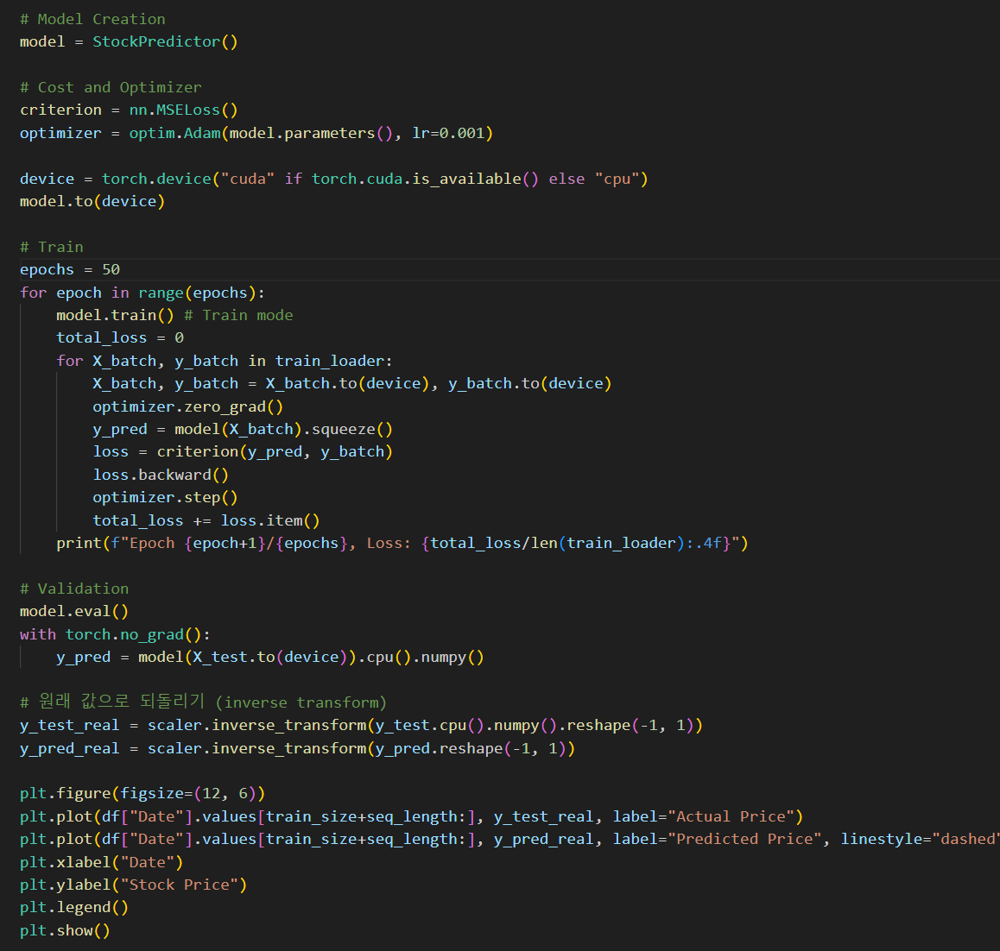 # Model Creation
model = StockPredictor()

# Cost and Optimizer
criterion = nn.MSELoss()
optimizer = optim.Adam(model.parameters(), lr=0.001)

device = torch.device("cuda" if torch.cuda.is_available() else "cpu")
model.to(device)

# Train
epochs = 50
for epoch in range(epochs):
    model.train() # Train mode
    total_loss = 0
    for X_batch, y_batch in train_loader:
        X_batch, y_batch = X_batch.to(device), y_batch.to(device)
        optimizer.zero_grad()
        y_pred = model(X_batch).squeeze()
        loss = criterion(y_pred, y_batch)
        loss.backward()
        optimizer.step()
        total_loss += loss.item()
    print(f"Epoch {epoch+1}/{epochs}, Loss: {total_loss/len(train_loader):.4f}")

# Validation
model.eval()
with torch.no_grad():
    y_pred = model(X_test.to(device)).cpu().numpy()

# 원래 값으로 되돌리기 (inverse transform)
y_test_real = scaler.inverse_transform(y_test.cpu().numpy().reshape(-1, 1))
y_pred_real = scaler.inverse_transform(y_pred.reshape(-1, 1))

plt.figure(figsize=(12, 6))
plt.plot(df["Date"].values[train_size+seq_length:], y_test_real, label="Actual Price")
plt.plot(df["Date"].values[train_size+seq_length:], y_pred_real, label="Predicted Price", linestyle="dashed"
plt.xlabel("Date")
plt.ylabel("Stock Price")
plt.legend()
plt.show()